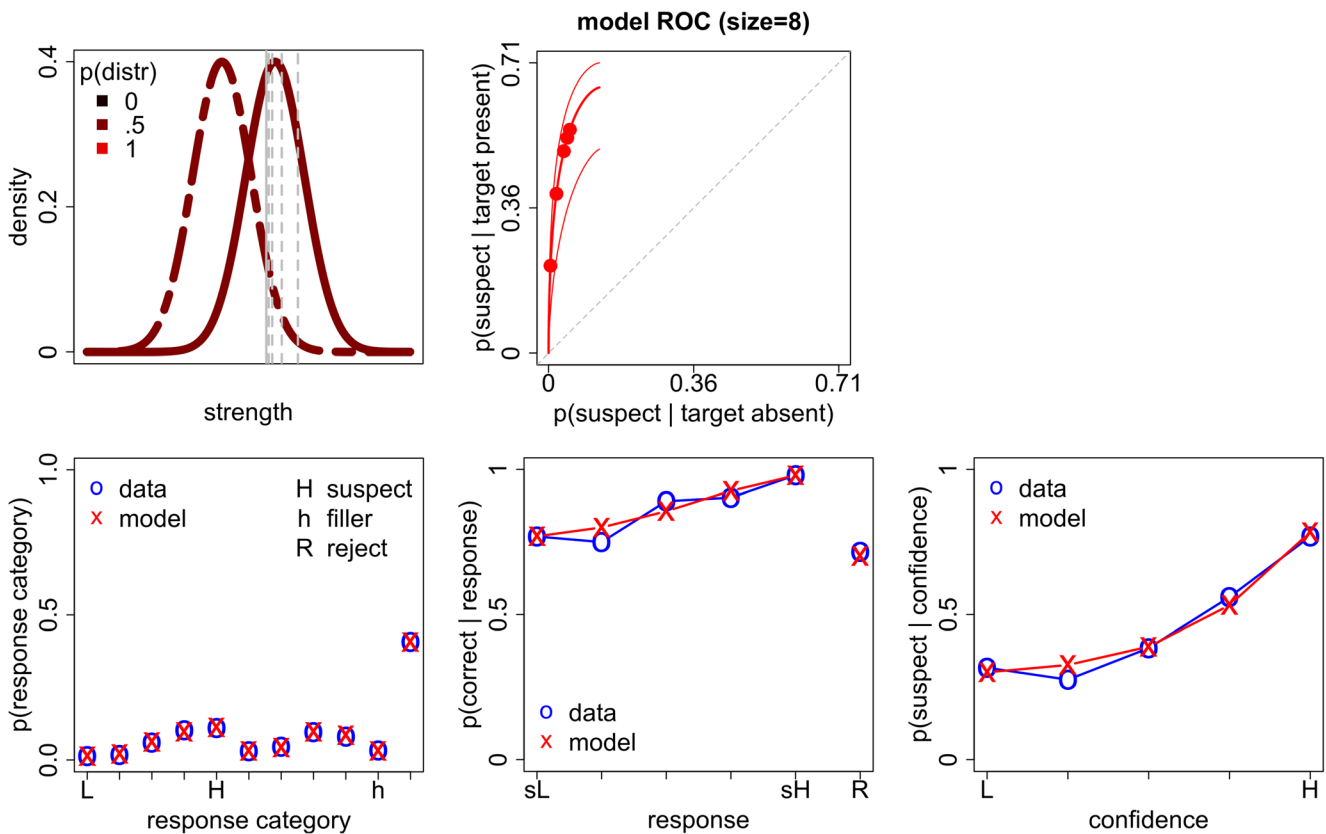 model ROC (size=8)
p(distr)
0
.5
1
0.4
0.2
0
density
strength
0.71
0.36
0
p(suspect | target present)
0
0.36
0.71
p(suspect | target absent)
1.0
0.5
0.0
p(response category)
o data
x model
H suspect
h filler
R reject
L
H
h
response category
1
0.5
0
p(correct | response)
o data
x model
sL
sH
R
response
1
0.5
0
p(suspect | confidence)
o data
x model
L
H
confidence